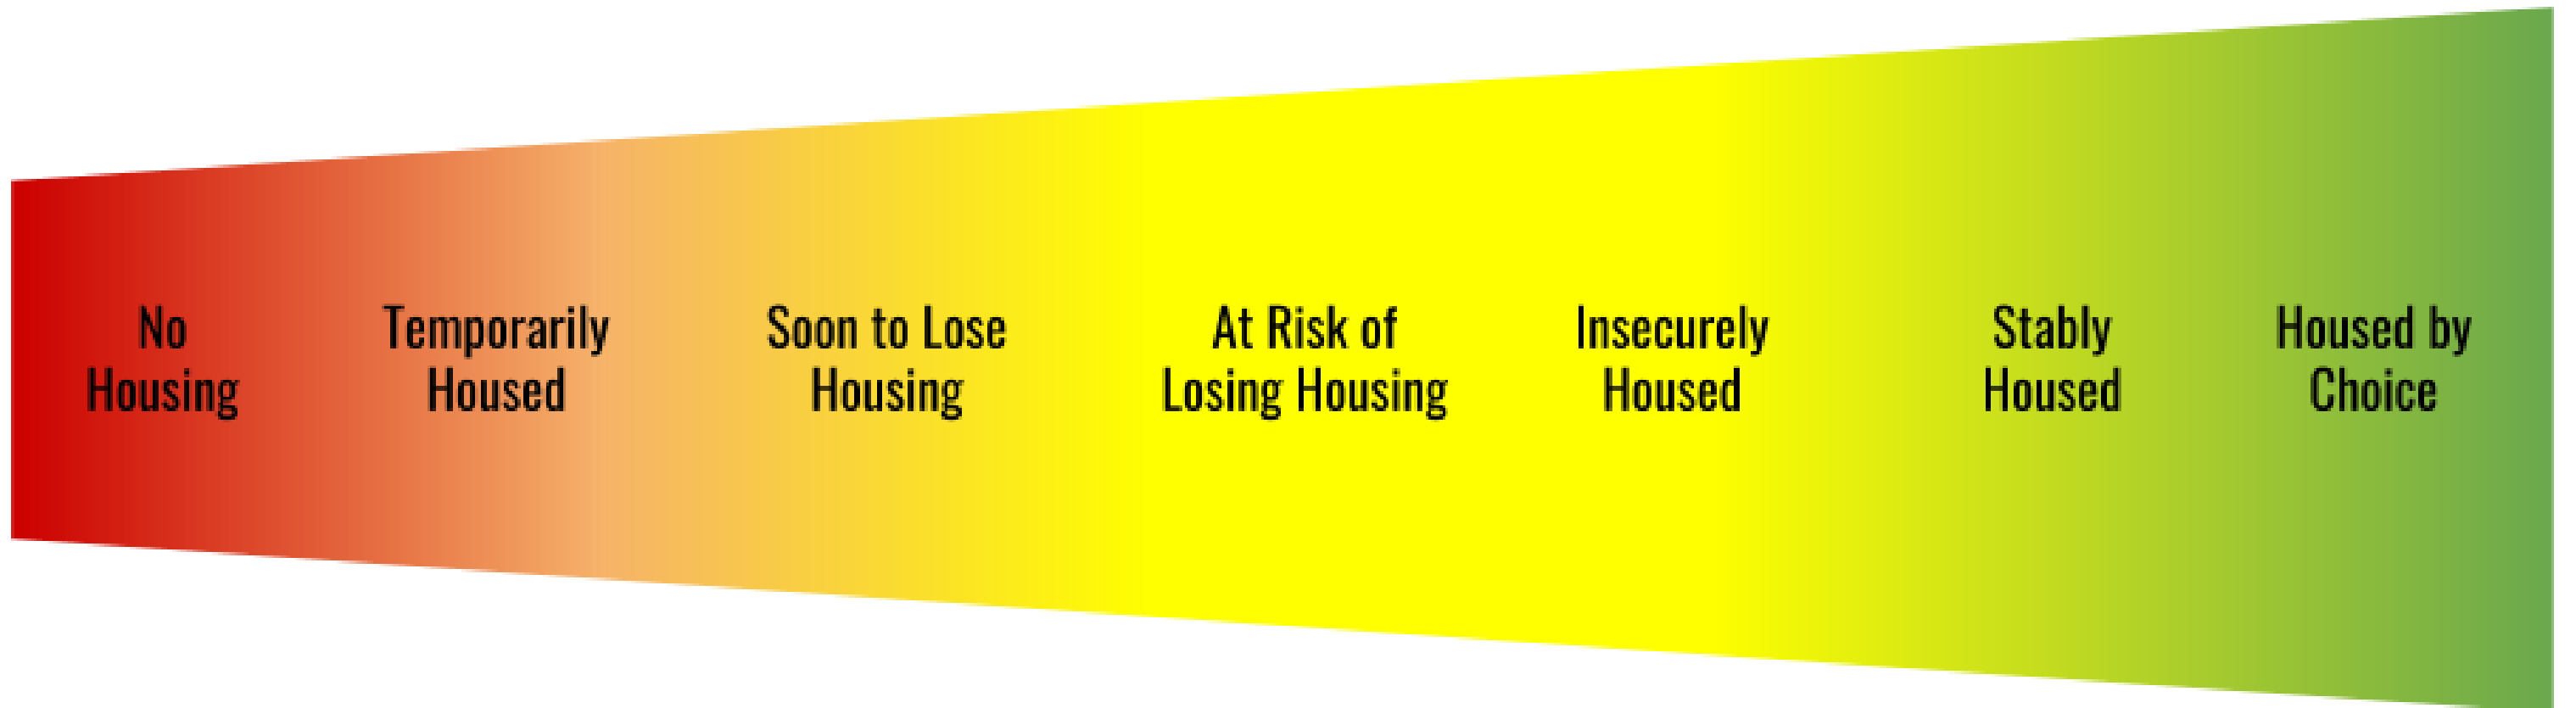 No
Housing
Temporarily
Housed
Soon to Lose
Housing
At Risk of
Losing Housing
Insecurely
Housed
Stably
Housed
Housed by
Choice